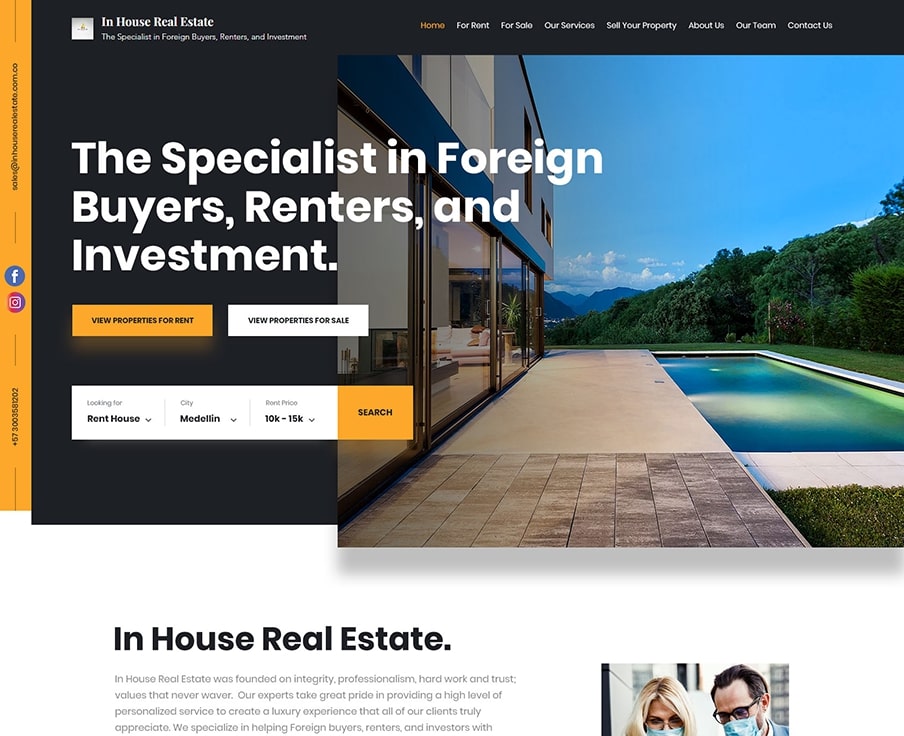 In House Real Estate
The Specialist in Foreign Buyers, Renters, and Investment
Home For Rent For Sale Our Services Sell Your Property About Us Our Team Contact Us
sales@inhouserealestate.com.co
+57 3003581202
The Specialist in Foreign
Buyers, Renters, and
Investment.
VIEW PROPERTIES FOR RENT
VIEW PROPERTIES FOR SALE
Looking for
Rent House
City
Medellin
Rent Price
10k - 15k
SEARCH
In House Real Estate.
In House Real Estate was founded on integrity, professionalism, hard work and trust;
values that never waver. Our experts take great pride in providing a high level of
personalized service to create a luxury experience that all of our clients truly
appreciate. We specialize in helping Foreign buyers, renters, and investors with